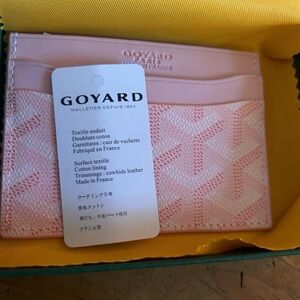 GOYARD
PARIS
GOYARD
MALLETIER DEPUIS 1853
Textile enduit
Doublure coton
Garnitures : cuir de vachette
Fabriqué en France
Surface textile
Cotton lining
Trimmings : cowhide leather
Made in France
コーティング生地
裏地コットン
フランス製